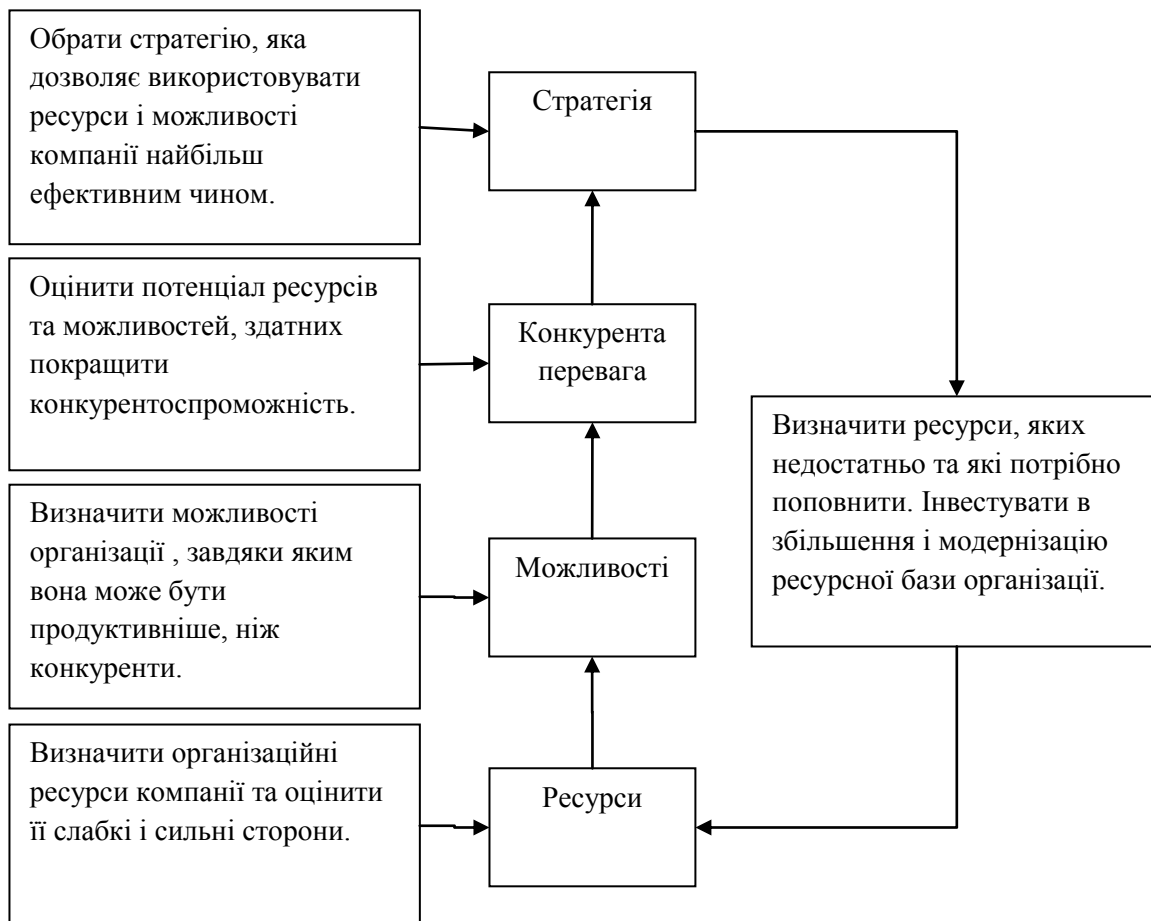 Обрати стратегію, яка
дозволяє використовувати
ресурси і можливості
компанії найбільш
ефективним чином.
Стратегія
Оцінити потенціал ресурсів
та можливостей, здатних
покращити
конкурентоспроможність.
Конкурента
перевага
Визначити ресурси, яких
недостатньо та які потрібно
поповнити. Інвестувати в
збільшення і модернізацію
ресурсної бази організації.
Визначити можливості
організації , завдяки яким
вона може бути
продуктивніше, ніж
конкуренти.
Можливості
Визначити організаційні
ресурси компанії та оцінити
її слабкі і сильні сторони.
Ресурси